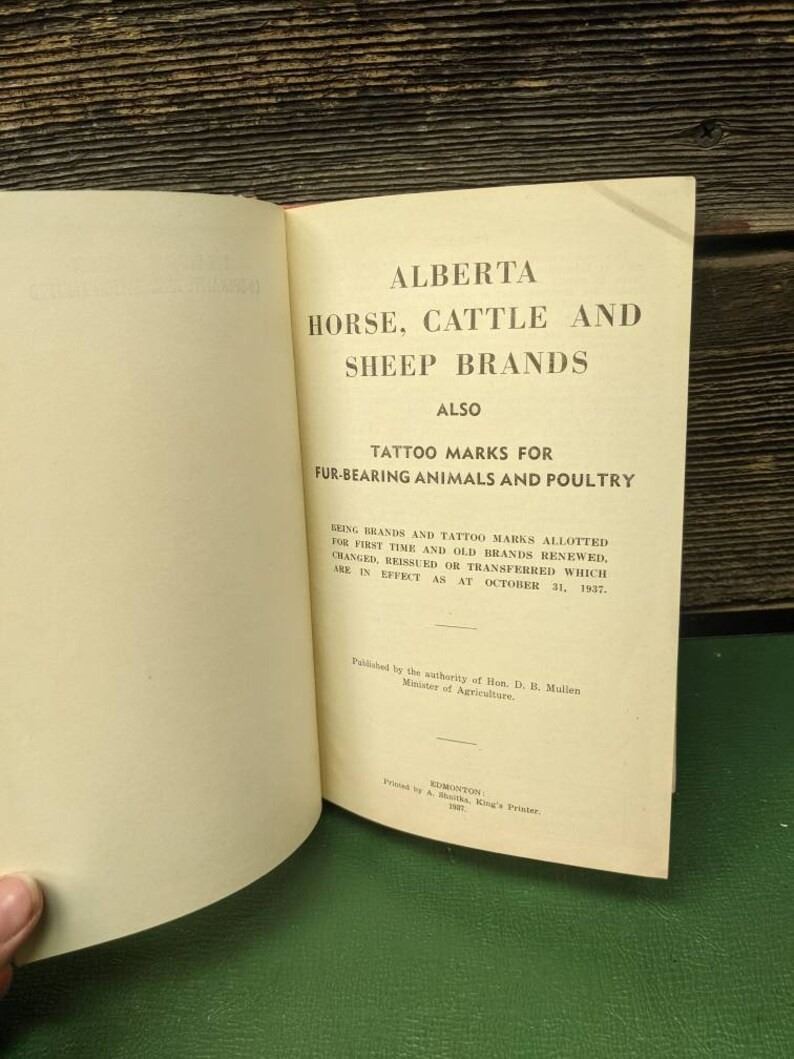 ALBERTA
HORSE, CATTLE AND
SHEEP BRANDS
ALSO
TATTOO MARKS FOR
FUR-BEARING ANIMALS AND POULTRY
BEING BRANDS AND TATTOO MARKS ALLOTTED
FOR FIRST TIME AND OLD BRANDS RENEWED,
CHANGED, REISSUED OR TRANSFERRED WHICH
ARE IN EFFECT AS AT OCTOBER 31, 1937.
Published by the authority of Hon. D. B. Mullen
Minister of Agriculture.
EDMONTON:
Printed by A. Shnitka, King's Printer.
1937.